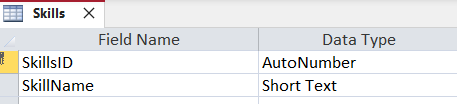 Skills
Field Name Data Type
SkillsID AutoNumber
SkillName Short Text